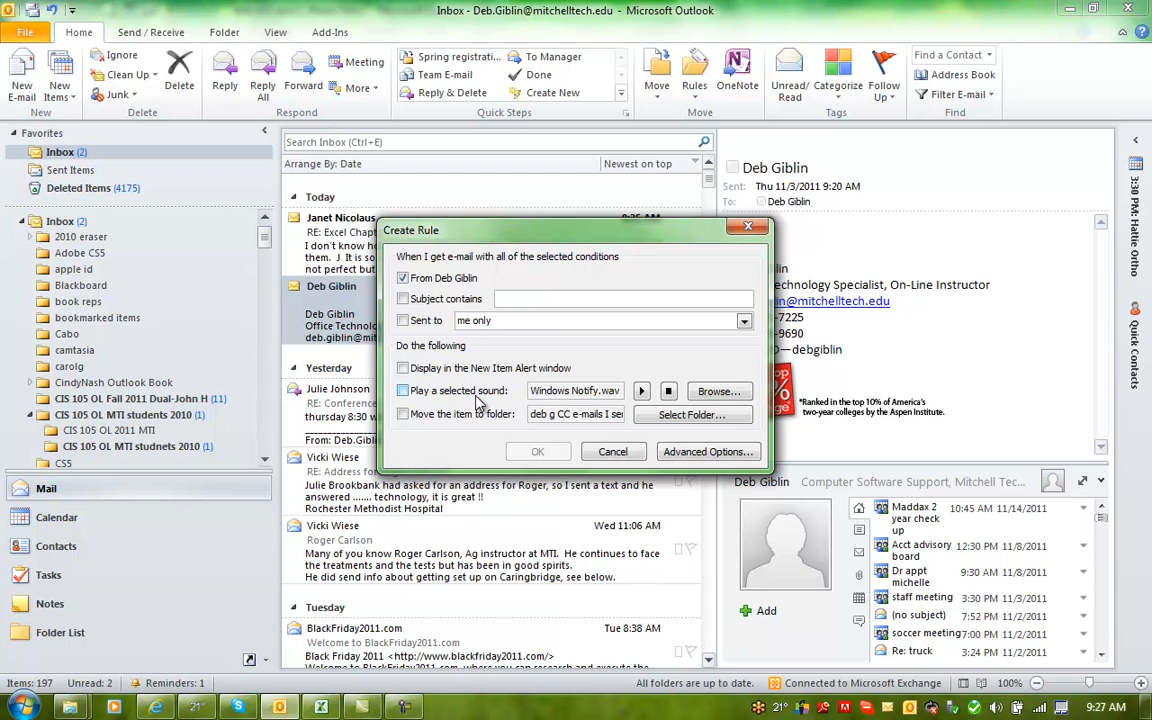 Inbox - Deb.Giblin@mitchelltech.edu - Microsoft Outlook
File Home Send / Receive Folder View Add-Ins
New E-mail
New Items
New
Ignore
Clean Up
Junk
Delete
Delete
Reply
Reply All
Forward
Meeting
More
Respond
Spring registrati...
Team E-mail
Reply & Delete
To Manager
Done
Create New
Quick Steps
Move
Rules
OneNote
Move
Unread/ Read
Categorize
Follow Up
Tags
Find a Contact
Address Book
Filter E-mail
Find
Favorites
Inbox (2)
Sent Items
Deleted Items (4175)
Inbox (2)
2010 eraser
Adobe CS5
apple id
Blackboard
book reps
bookmarked items
Cabo
camtasia
carolg
CindyNash Outlook Book
CIS 105 OL Fall 2011 Dual-John H (1)
CIS 105 OL MTI students 2010 (1)
CIS 105 OL 2011 MTI
CIS 105 OL MTI studnets 2010 (1)
CS5
Mail
Calendar
Contacts
Tasks
Notes
Folder List
Search Inbox (Ctrl+E)
Arrange By: Date Newest on top
Today
Janet Nicolaus
RE: Excel Chapt
I don't know h
them. J It is so
not perfect but
Deb Giblin
Deb Giblin
Office Technolo
deb.giblin@m
Yesterday
Julie Johnson
RE: Conferenc
thursday 8:30
From: Deb.Gibl
Vicki Wiese
RE: Address fo
Julie Brookbank had asked for an address for Roger, so I sent a text and he
answered ....... technology, it is great !!
Rochester Methodist Hospital
Vicki Wiese Wed 11:06 AM
Roger Carlson
Many of you know Roger Carlson, Ag instructor at MTI. He continues to face
the treatments and the tests but has been in good spirits.
He did send info about getting set up on Caringbridge, see below.
Tuesday
BlackFriday2011.com Tue 8:38 AM
Welcome to BlackFriday2011.com
Black Friday 2011 <http://www.blackfriday.com/>
Create Rule
When I get e-mail with all of the selected conditions
From Deb Giblin
Subject contains
Sent to me only
Do the following
Display in the New Item Alert window
Play a selected sound: Windows Notify.wav Browse...
Move the item to folder: deb g CC e-mails I sei Select Folder...
OK Cancel Advanced Options...
Deb Giblin
Sent: Thu 11/3/2011 9:20 AM
To: Deb Giblin
lin
chnology Specialist, On-Line Instructor
lin@mitchelltech.edu
-7225
-9690
D—debgiblin
*Ranked in the top 10% of America's
two-year colleges by the Aspen Institute.
Deb Giblin Computer Software Support, Mitchell Tec...
Add
Maddax 2 year check up 10:45 AM 11/14/2011
Acct advisory board 12:30 PM 11/8/2011
Dr appt michelle 9:30 AM 11/8/2011
staff meeting 3:30 PM 11/3/2011
(no subject) 7:52 PM 11/2/2011
soccer meeting 7:00 PM 11/2/2011
Re: truck 3:24 PM 11/2/2011
3:30 PM: Hattie Ortho
Quick Contacts
Items: 197 Unread: 2 Reminders: 1 All folders are up to date. Connected to Microsoft Exchange 100%
21° 21° 9:27 AM